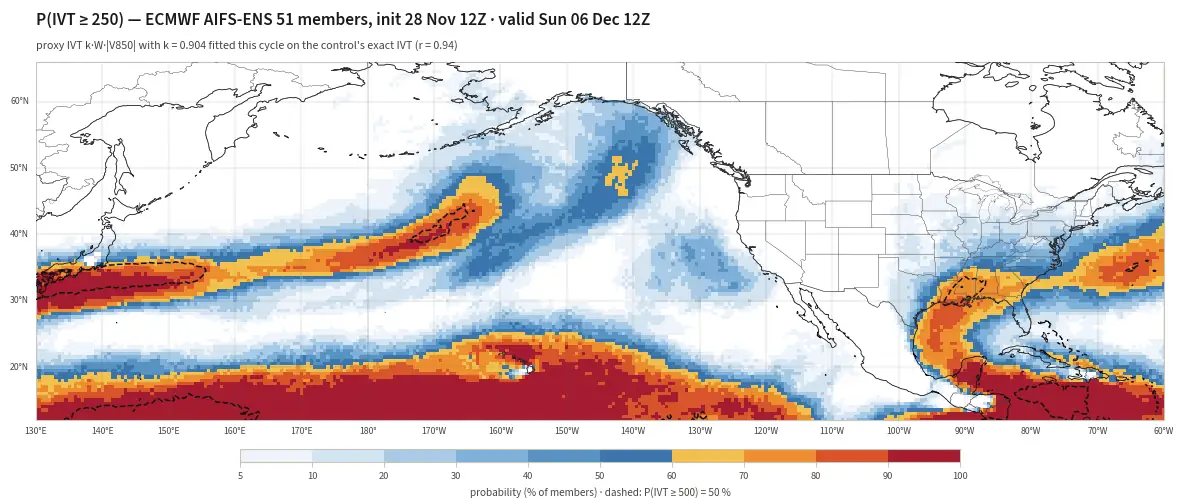 P(IVT ≥ 250) — ECMWF AIFS-ENS 51 members, init 28 Nov 12Z · valid Sun 06 Dec 12Z
proxy IVT k·W·|V850| with k = 0.904 fitted this cycle on the control's exact IVT (r = 0.94)
60°N
50°N
40°N
30°N
20°N
130°E 140°E 150°E 160°E 170°E 180° 170°W 160°W 150°W 140°W 130°W 120°W 110°W 100°W 90°W 80°W 70°W 60°W
5 10 20 30 40 50 60 70 80 90 100
probability (% of members) · dashed: P(IVT ≥ 500) = 50 %